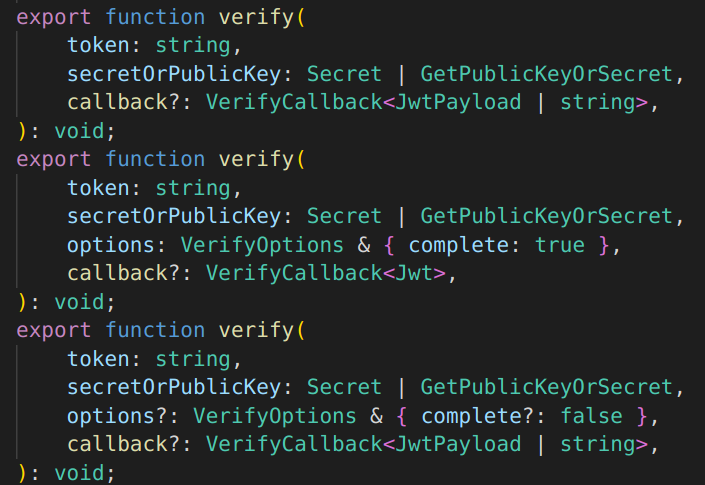 export function verify(
    token: string,
    secretOrPublicKey: Secret | GetPublicKeyOrSecret,
    callback?: VerifyCallback<JwtPayload | string>,
): void;
export function verify(
    token: string,
    secretOrPublicKey: Secret | GetPublicKeyOrSecret,
    options: VerifyOptions & { complete: true },
    callback?: VerifyCallback<Jwt>,
): void;
export function verify(
    token: string,
    secretOrPublicKey: Secret | GetPublicKeyOrSecret,
    options?: VerifyOptions & { complete?: false },
    callback?: VerifyCallback<JwtPayload | string>,
): void;